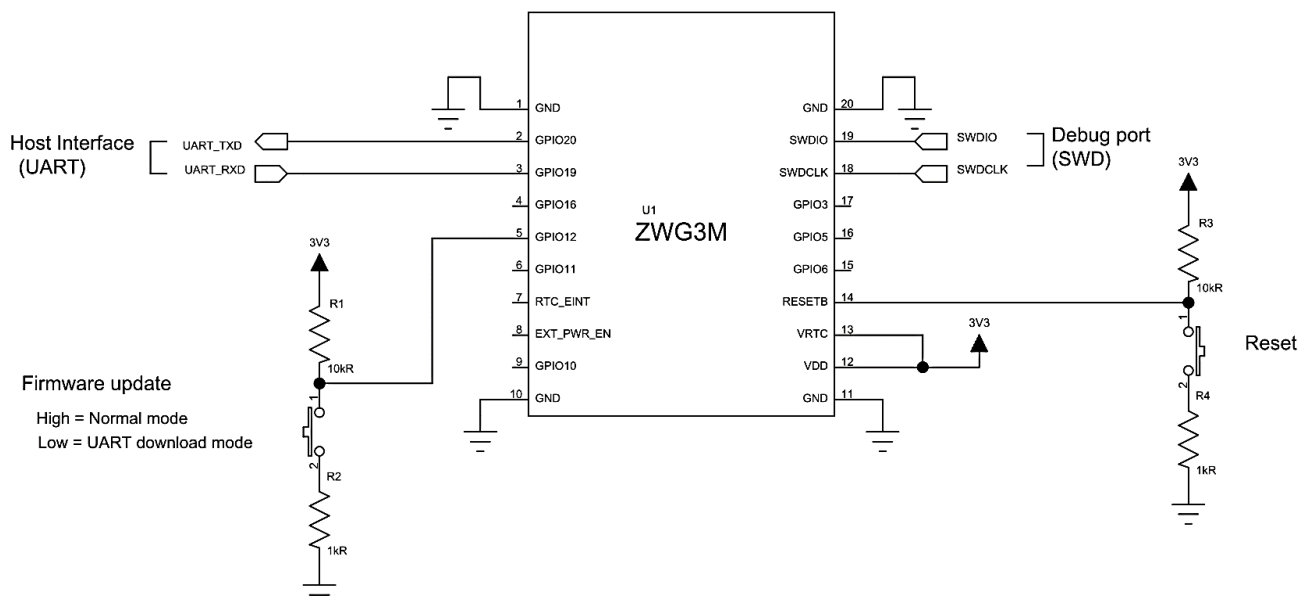 1 GND
GND 20
Host Interface
(UART)
UART_TXD
2 GPIO20
SWDIO 19
SWDIO
Debug port
(SWD)
UART_RXD
3 GPIO19
SWDCLK 18
SWDCLK
4 GPIO16
GPIO3 17
U1
ZWG3M
3V3
R3
10kR
5 GPIO12
GPIO5 16
3V3
R1
10kR
6 GPIO11
GPIO6 15
7 RTC_EINT
RESETB 14
8 EXT_PWR_EN
VRTC 13
3V3
1
2
Reset
9 GPIO10
VDD 12
10 GND
GND 11
R4
1kR
Firmware update
High = Normal mode
Low = UART download mode
1
2
R2
1kR